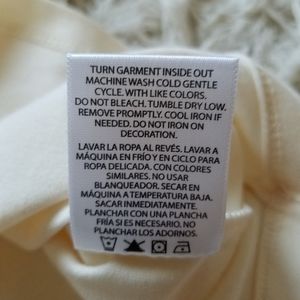 TURN GARMENT INSIDE OUT
MACHINE WASH COLD GENTLE
CYCLE. WITH LIKE COLORS.
DO NOT BLEACH. TUMBLE DRY LOW.
REMOVE PROMPTLY. COOL IRON IF
NEEDED. DO NOT IRON ON
DECORATION.
LAVAR LA ROPA AL REVÉS. LAVAR A
MÁQUINA EN FRÍO Y EN CICLO PARA
ROPA DELICADA. CON COLORES
SIMILARES. NO USAR
BLANQUEADOR. SECAR EN
MÁQUINA A TEMPERATURA BAJA.
SACAR INMEDIATAMENTE.
PLANCHAR CON UNA PLANCHA
FRÍA SI ES NECESARIO. NO
PLANCHAR LOS ADORNOS.